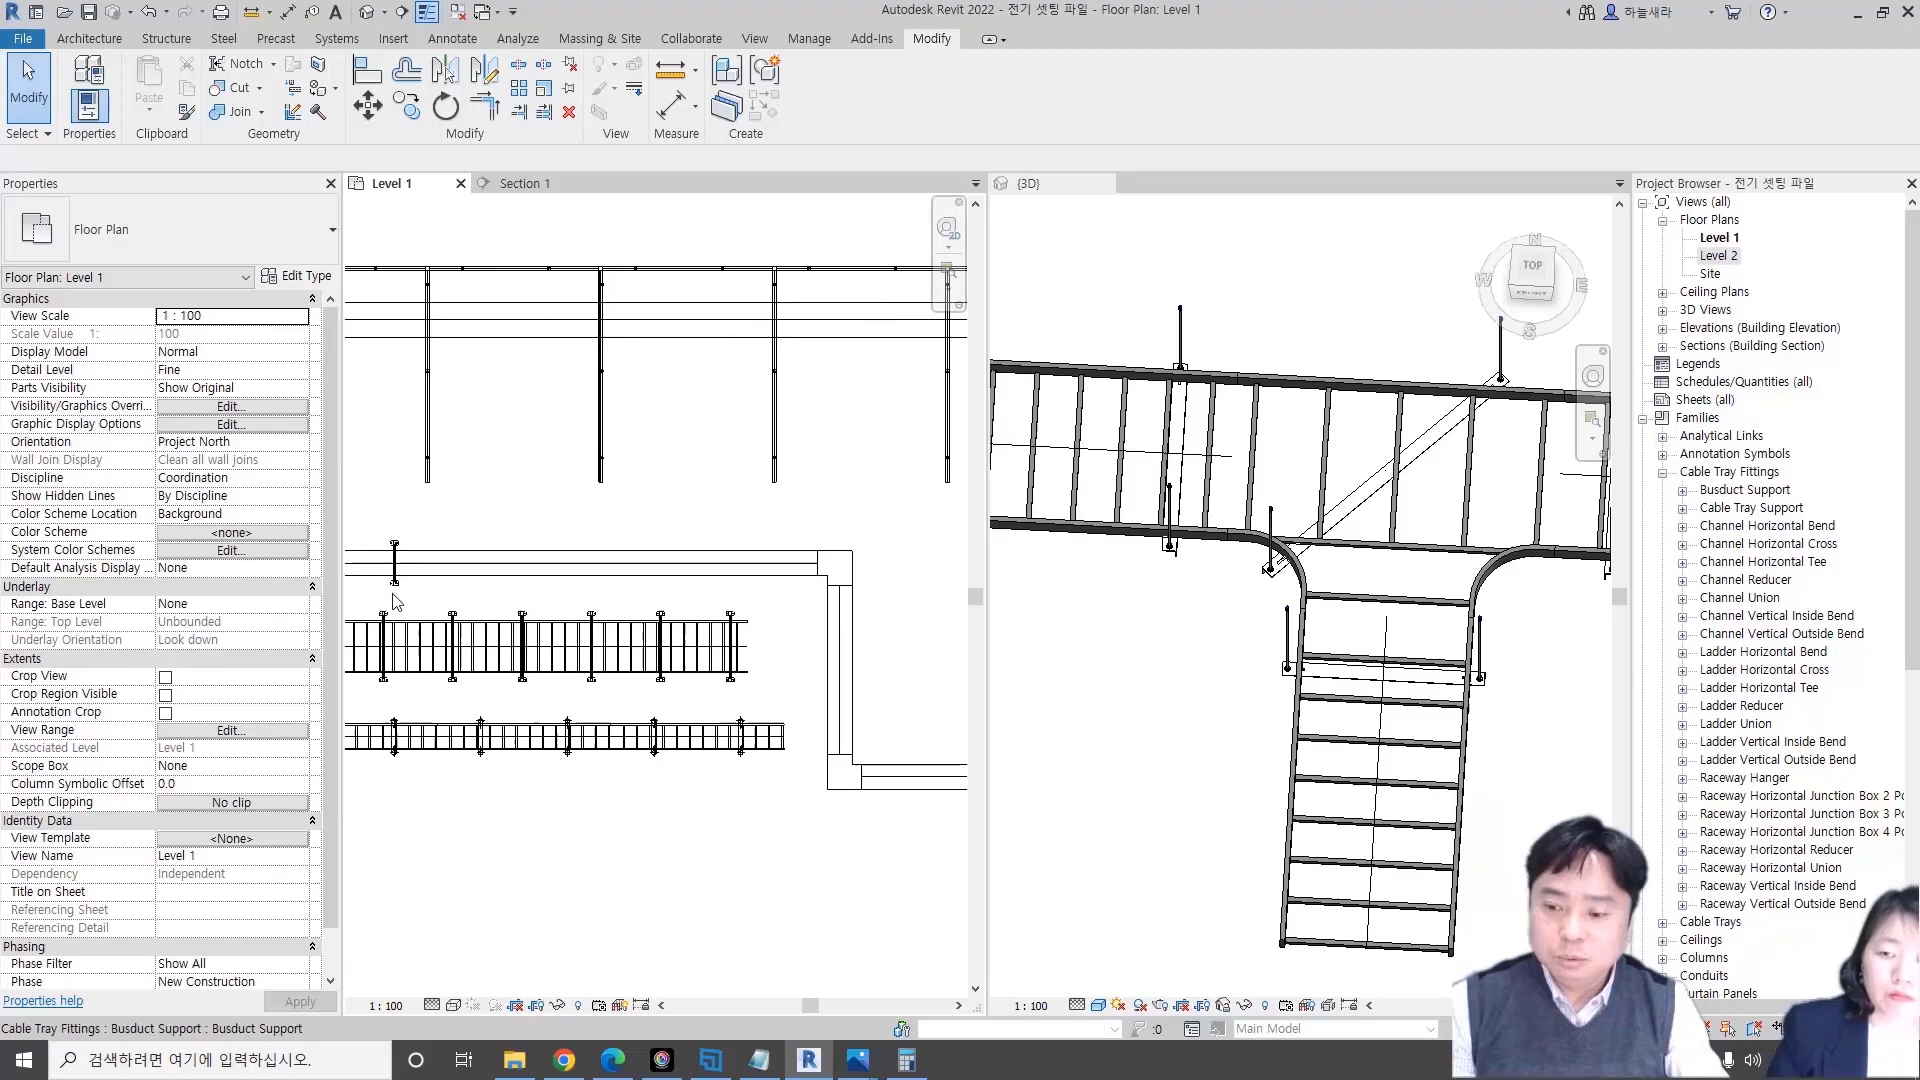 Autodesk Revit 2022 - 전기 셋팅 파일 - Floor Plan: Level 1
하늘새라
File Architecture Structure Steel Precast Systems Insert Annotate Analyze Massing & Site Collaborate View Manage Add-Ins Modify
Modify
Paste
Notch
Cut
Join
Select Properties Clipboard Geometry Modify View Measure Create
Properties
Level 1
Section 1
{3D}
Project Browser - 전기 셋팅 파일
Floor Plan
Floor Plan: Level 1
Edit Type
Graphics
View Scale 1 : 100
Scale Value 1: 100
Display Model Normal
Detail Level Fine
Parts Visibility Show Original
Visibility/Graphics Overri... Edit...
Graphic Display Options Edit...
Orientation Project North
Wall Join Display Clean all wall joins
Discipline Coordination
Show Hidden Lines By Discipline
Color Scheme Location Background
Color Scheme <none>
System Color Schemes Edit...
Default Analysis Display ... None
Underlay
Range: Base Level None
Range: Top Level Unbounded
Underlay Orientation Look down
Extents
Crop View
Crop Region Visible
Annotation Crop
View Range Edit...
Associated Level Level 1
Scope Box None
Column Symbolic Offset 0.0
Depth Clipping No clip
Identity Data
View Template <None>
View Name Level 1
Dependency Independent
Title on Sheet
Referencing Sheet
Referencing Detail
Phasing
Phase Filter Show All
Phase New Construction
Properties help
Apply
2D
N
W
E
S
TOP
FRONT
1 : 100
1 : 100
Views (all)
Floor Plans
Level 1
Level 2
Site
Ceiling Plans
3D Views
Elevations (Building Elevation)
Sections (Building Section)
Legends
Schedules/Quantities (all)
Sheets (all)
Families
Analytical Links
Annotation Symbols
Cable Tray Fittings
Busduct Support
Cable Tray Support
Channel Horizontal Bend
Channel Horizontal Cross
Channel Horizontal Tee
Channel Reducer
Channel Union
Channel Vertical Inside Bend
Channel Vertical Outside Bend
Ladder Horizontal Bend
Ladder Horizontal Cross
Ladder Horizontal Tee
Ladder Reducer
Ladder Union
Ladder Vertical Inside Bend
Ladder Vertical Outside Bend
Raceway Hanger
Raceway Horizontal Junction Box 2 Po
Raceway Horizontal Junction Box 3 Po
Raceway Horizontal Junction Box 4 Po
Raceway Horizontal Reducer
Raceway Horizontal Union
Raceway Vertical Inside Bend
Raceway Vertical Outside Bend
Cable Trays
Ceilings
Columns
Conduits
urtain Panels
Cable Tray Fittings : Busduct Support : Busduct Support
:0
Main Model
검색하려면 여기에 입력하십시오.